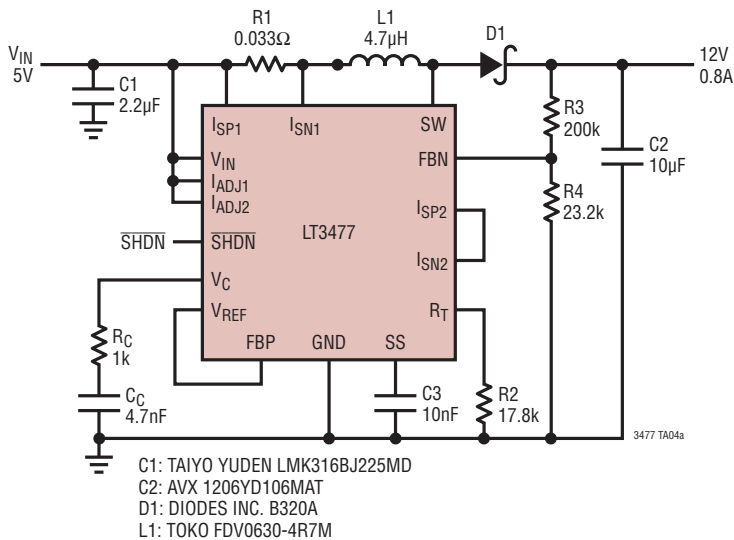 R1
0.033Ω
L1
4.7µH
D1
VIN
5V
12V
0.8A
C1
2.2µF
R3
200k
C2
10µF
R4
23.2k
ISP1
ISN1
SW
VIN
FBN
IADJ1
IADJ2
ISP2
LT3477
SHDN
SHDN
ISN2
VC
VREF
RT
FBP
GND
SS
RC
1k
CC
4.7nF
C3
10nF
R2
17.8k
3477 TA04a
C1: TAIYO YUDEN LMK316BJ225MD
C2: AVX 1206YD106MAT
D1: DIODES INC. B320A
L1: TOKO FDV0630-4R7M